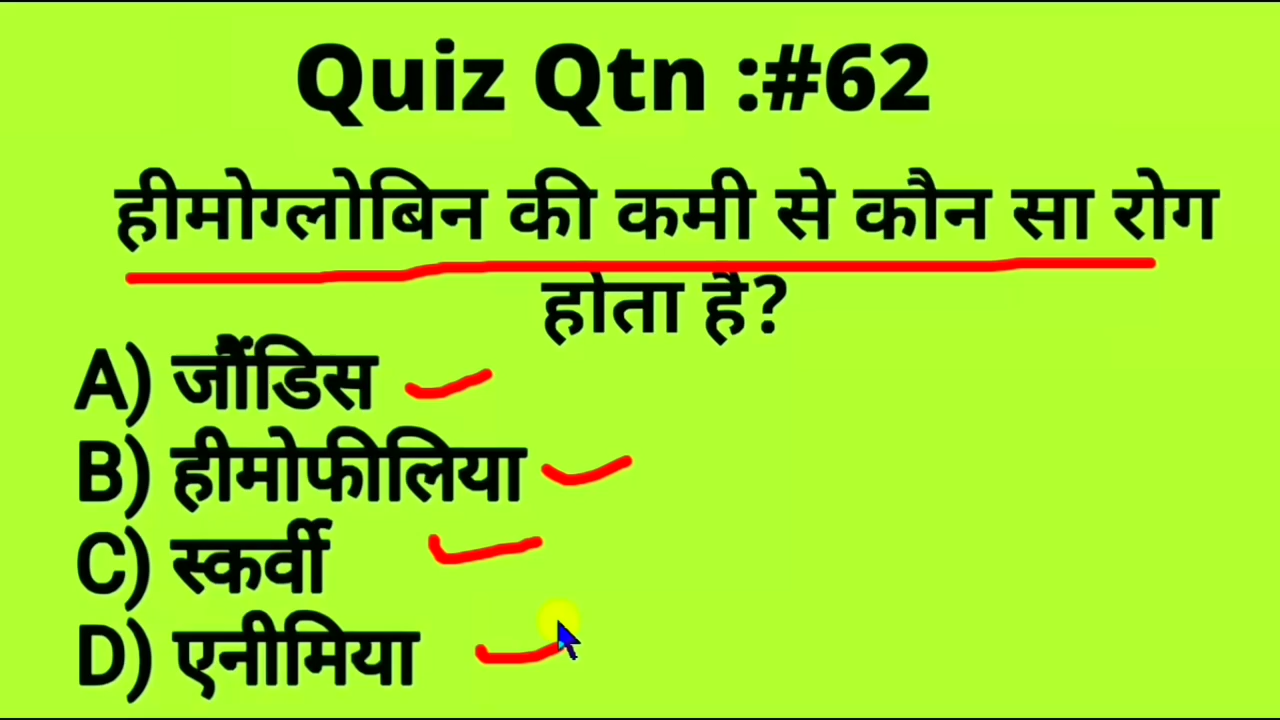 Quiz Qtn :#62
हीमोग्लोबिन की कमी से कौन सा रोग
होता है?
A) जौंडिस
B) हीमोफीलिया
C) स्कर्वी
D) एनीमिया